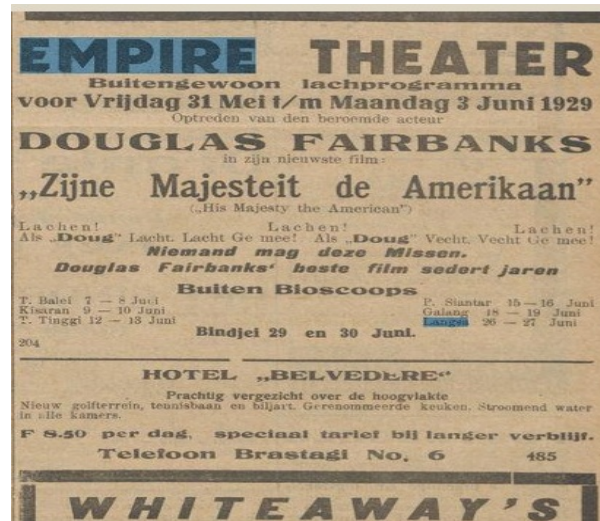 EMPIRE THEATER
Buitengewoon lachprogramma
voor Vrijdag 31 Mei t/m Maandag 3 Juni 1929
Optreden van den beroemde acteur
DOUGLAS FAIRBANKS
in zijn nieuwste film:
„Zijne Majesteit de Amerikaan”
(„His Majesty the American”)
Lachen! Lachen! Lachen!
Als „Doug” Lacht. Lacht Ge mee! Als „Doug” Vecht. Vecht Ge mee!
Niemand mag deze Missen.
Douglas Fairbanks' beste film sedert jaren
Buiten Bioscoops
T. Balei 7 — 8 Juni
Kisaran 9 — 10 Juni
T. Tinggi 12 — 13 Juni
P. Siantar 15 — 16 Juni
Galang 18 — 19 Juni
Langsa 26 — 27 Juni
Bindjei 29 en 30 Juni.
204
HOTEL „BELVEDERE”
Prachtig vergezicht over de hoogvlakte
Nieuw golfterrein, tennisbaan en biljart. Gerenommeerde keuken. Stroomend water
in alle kamers.
F 8.50 per dag, speciaal tarief bij langer verblijf.
Telefoon Brastagi No. 6 485
WHITEAWAY'S